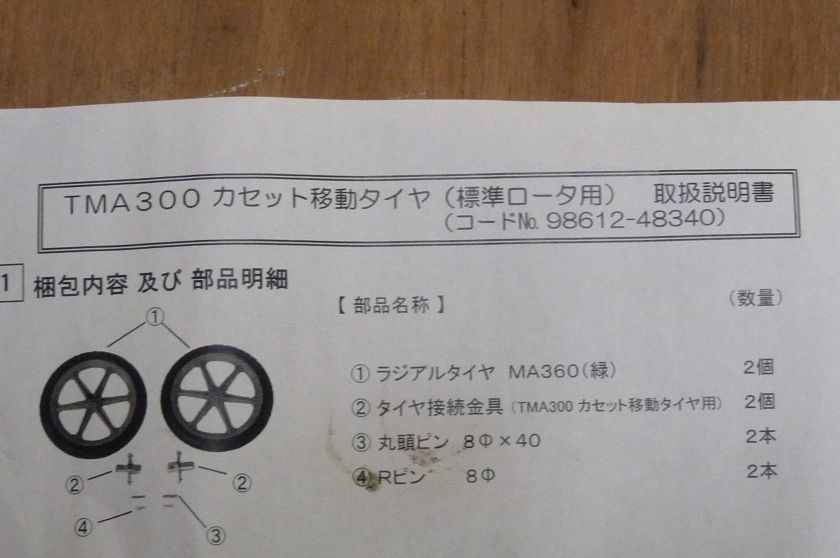 TMA300 カセット移動タイヤ（標準ロータ用） 取扱説明書
（コードNo. 98612-48340）
1 梱包内容 及び 部品明細
【 部品名称 】 （数量）
①
① ラジアルタイヤ MA360（緑） 2個
② タイヤ接続金具（TMA300 カセット移動タイヤ用） 2個
③ 丸頭ピン 8Φ×40 2本
④ Rピン 8Φ 2本
② ②
④ ③